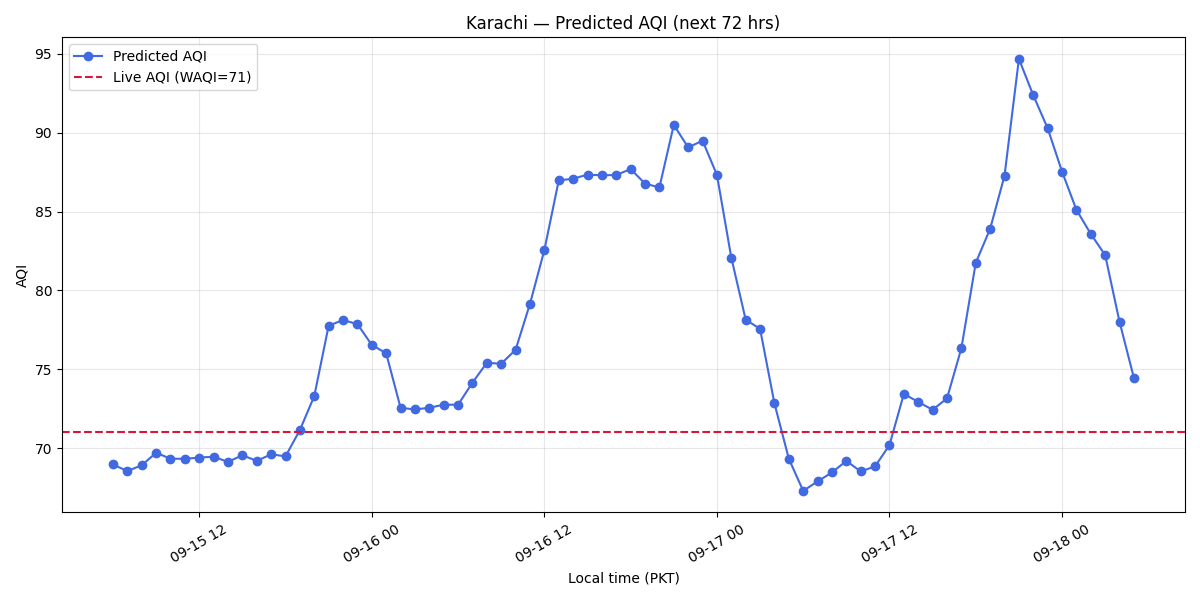 Karachi — Predicted AQI (next 72 hrs)
Predicted AQI
Live AQI (WAQI=71)
95
90
85
80
75
70
AQI
09-15 12
09-16 00
09-16 12
09-17 00
09-17 12
09-18 00
Local time (PKT)